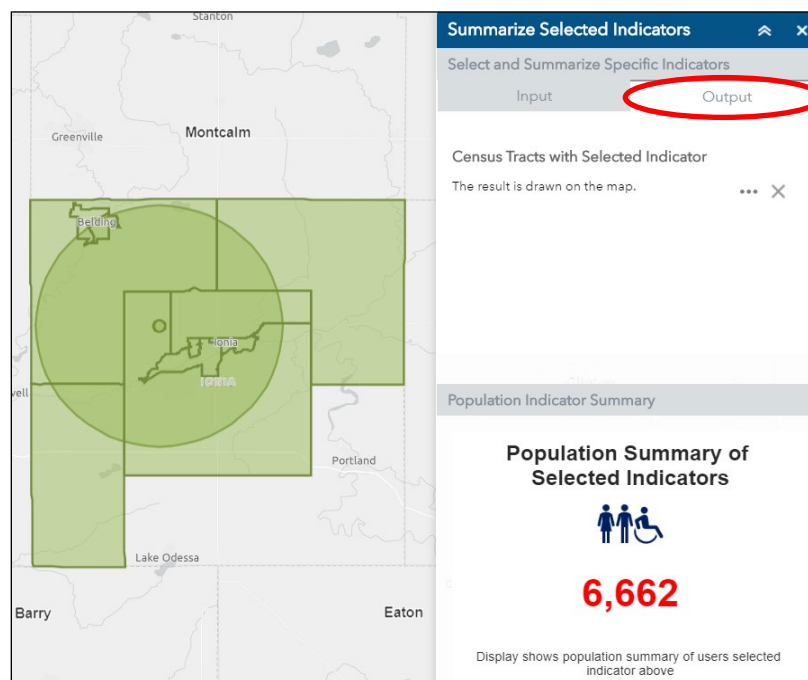 Stanton
Greenville
Montcalm
Belding
Ionia
IONIA
vell
Portland
Lake Odessa
Barry
Eaton
Summarize Selected Indicators
Select and Summarize Specific Indicators
Input
Output
Census Tracts with Selected Indicator
The result is drawn on the map.
Population Indicator Summary
Population Summary of
Selected Indicators
6,662
Display shows population summary of users selected
indicator above